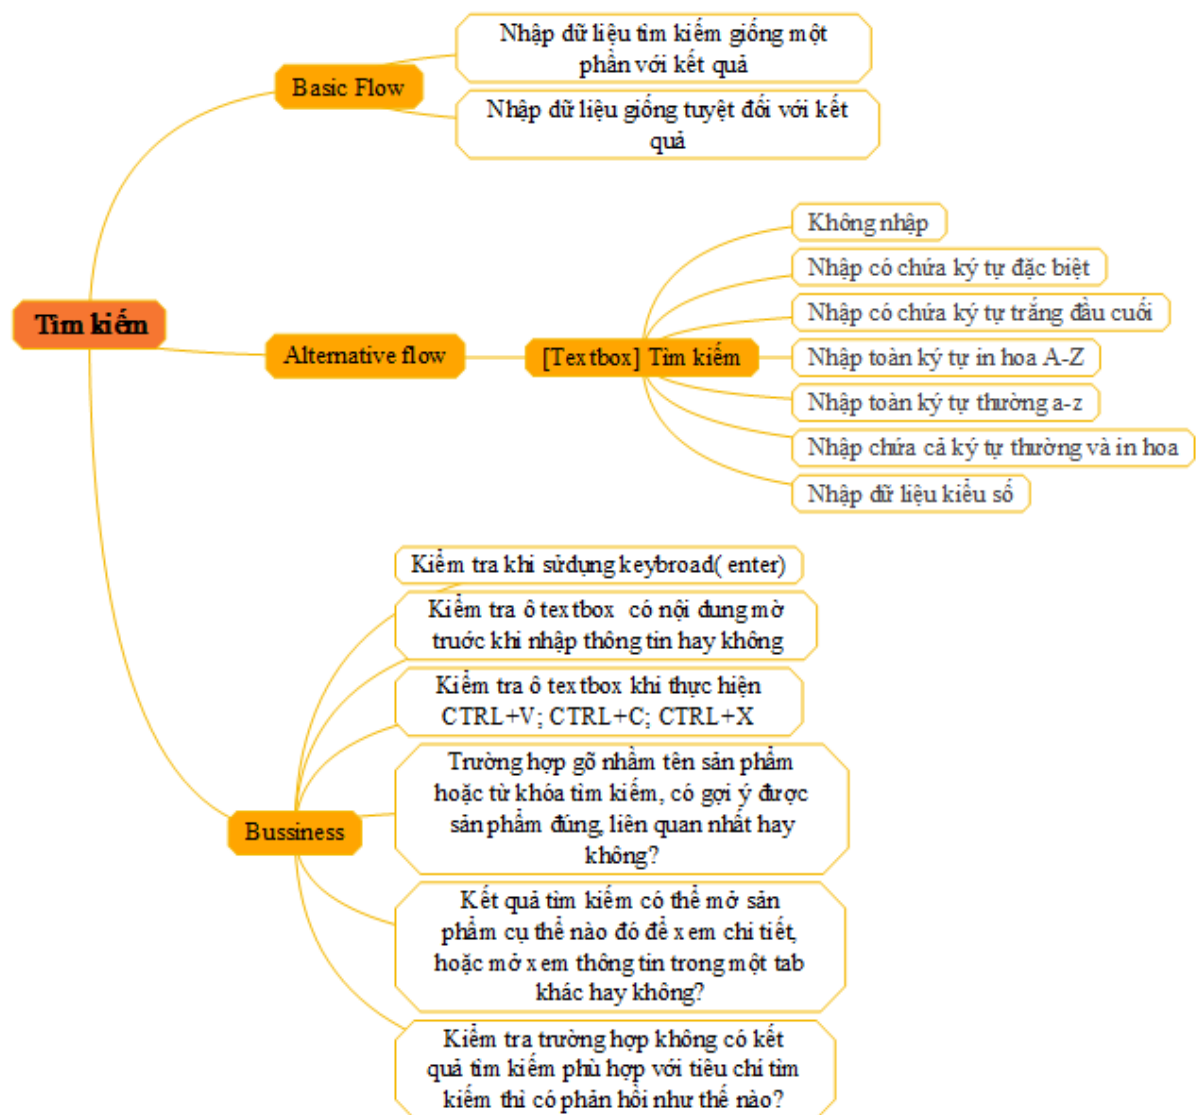 Nhập dữ liệu tìm kiếm giống một
phần với kết quả
Basic Flow
Nhập dữ liệu giống tuyệt đối với kết
quả
Không nhập
Nhập có chứa ký tự đặc biệt
Nhập có chứa ký tự trắng đầu cuối
Tìm kiếm
Alternative flow
[Textbox] Tìm kiếm
Nhập toàn ký tự in hoa A-Z
Nhập toàn ký tự thường a-z
Nhập chứa cả ký tự thường và in hoa
Nhập dữ liệu kiểu số
Kiểm tra khi sử dụng keybroad( enter)
Kiểm tra ô textbox có nội dung mờ
truớc khi nhập thông tin hay không
Kiểm tra ô textbox khi thực hiện
CTRL+V; CTRL+C; CTRL+X
Trường hợp gõ nhầm tên sản phẩm
hoặc từ khóa tìm kiếm, có gợi ý được
sản phẩm đúng, liên quan nhất hay
không?
Bussiness
Kết quả tìm kiếm có thể mở sản
phẩm cụ thể nào đó để xem chi tiết,
hoặc mở xem thông tin trong một tab
khác hay không?
Kiểm tra trường hợp không có kết
quả tìm kiếm phù hợp với tiêu chí tìm
kiếm thì có phản hồi như thế nào?